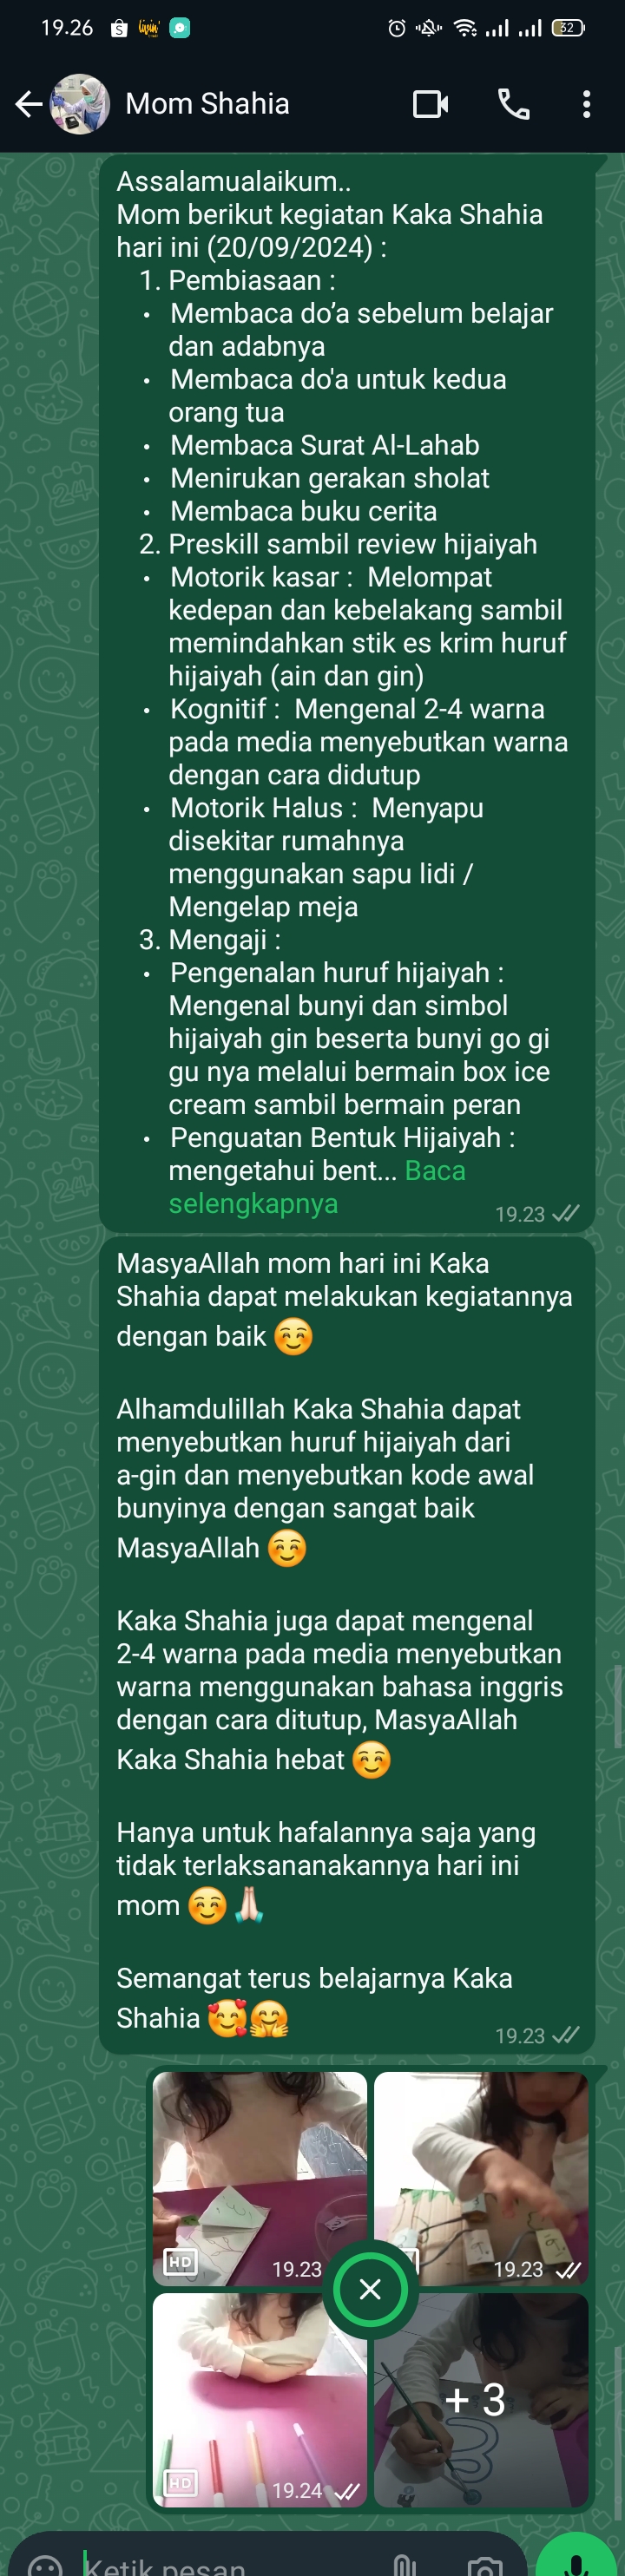 19.26
32
Mom Shahia
Assalamualaikum..
Mom berikut kegiatan Kaka Shahia
hari ini (20/09/2024) :
1. Pembiasaan :
• Membaca do’a sebelum belajar
dan adabnya
• Membaca do'a untuk kedua
orang tua
• Membaca Surat Al-Lahab
• Menirukan gerakan sholat
• Membaca buku cerita
2. Preskill sambil review hijaiyah
• Motorik kasar : Melompat
kedepan dan kebelakang sambil
memindahkan stik es krim huruf
hijaiyah (ain dan gin)
• Kognitif : Mengenal 2-4 warna
pada media menyebutkan warna
dengan cara didutup
• Motorik Halus : Menyapu
disekitar rumahnya
menggunakan sapu lidi /
Mengelap meja
3. Mengaji :
• Pengenalan huruf hijaiyah :
Mengenal bunyi dan simbol
hijaiyah gin beserta bunyi go gi
gu nya melalui bermain box ice
cream sambil bermain peran
• Penguatan Bentuk Hijaiyah :
mengetahui bent... Baca
selengkapnya
19.23
MasyaAllah mom hari ini Kaka
Shahia dapat melakukan kegiatannya
dengan baik ☺️
Alhamdulillah Kaka Shahia dapat
menyebutkan huruf hijaiyah dari
a-gin dan menyebutkan kode awal
bunyinya dengan sangat baik
MasyaAllah ☺️
Kaka Shahia juga dapat mengenal
2-4 warna pada media menyebutkan
warna menggunakan bahasa inggris
dengan cara ditutup, MasyaAllah
Kaka Shahia hebat ☺️
Hanya untuk hafalannya saja yang
tidak terlaksananakannya hari ini
mom ☺️🙏🏻
Semangat terus belajarnya Kaka
Shahia 🥰🤗
19.23
HD
19.23
19.23
HD
19.24
+ 3
Ketik pesan